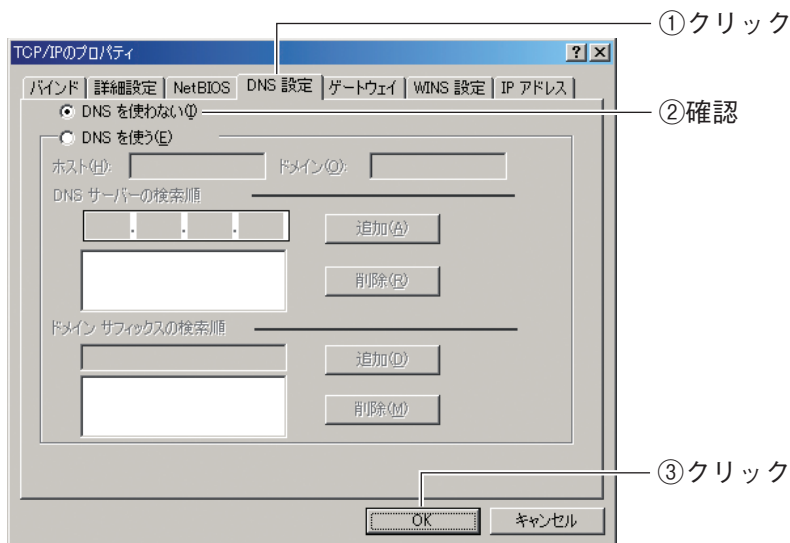 ①クリック
TCP/IPのプロパティ
バインド 詳細設定 NetBIOS DNS 設定 ゲートウェイ WINS 設定 IP アドレス
DNS を使わない(I)
②確認
DNS を使う(E)
ホスト(H): ドメイン(O):
DNS サーバーの検索順
追加(A)
削除(R)
ドメイン サフィックスの検索順
追加(D)
削除(M)
③クリック
OK キャンセル